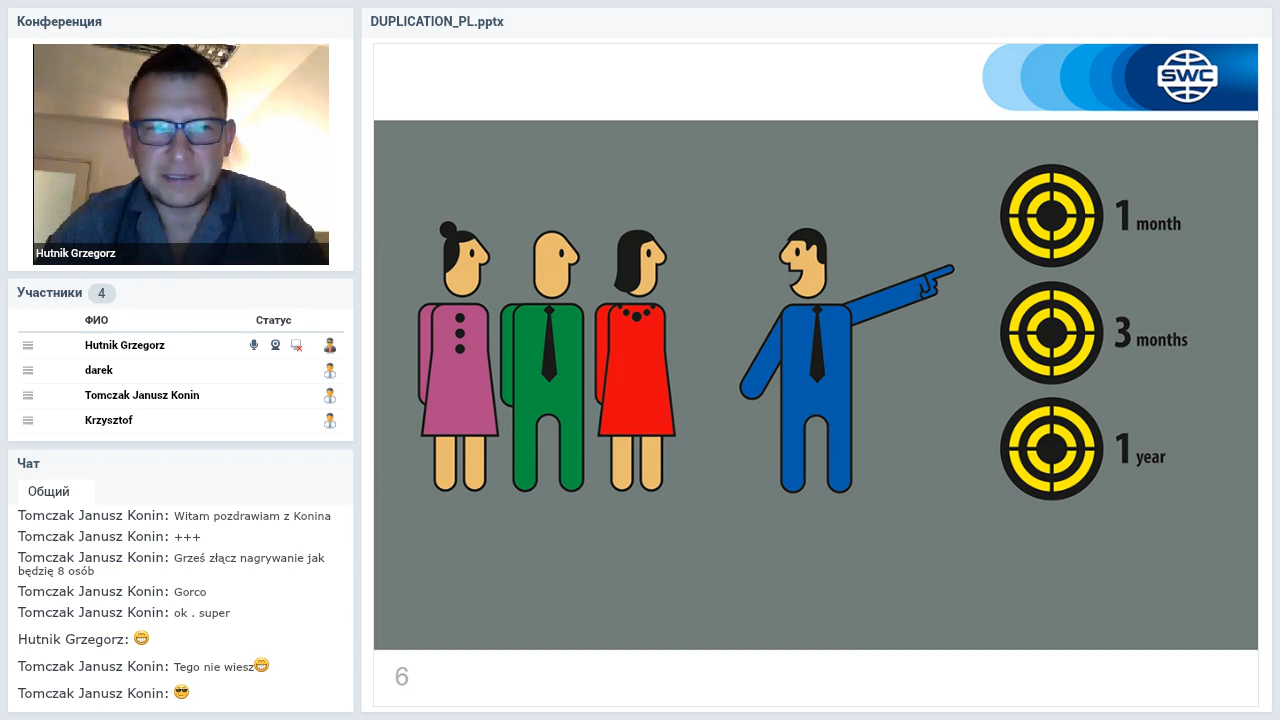 Конференция
Hutnik Grzegorz
Участники 4
ФИО Статус
Hutnik Grzegorz
darek
Tomczak Janusz Konin
Krzysztof
Чат
Общий
Tomczak Janusz Konin: Witam pozdrawiam z Konina
Tomczak Janusz Konin: +++
Tomczak Janusz Konin: Grześ złącz nagrywanie jak
będzię 8 osób
Tomczak Janusz Konin: Gorco
Tomczak Janusz Konin: ok . super
Hutnik Grzegorz: 😁
Tomczak Janusz Konin: Tego nie wiesz😁
Tomczak Janusz Konin: 😎
DUPLICATION_PL.pptx
SWC
1 month
3 months
1 year
6